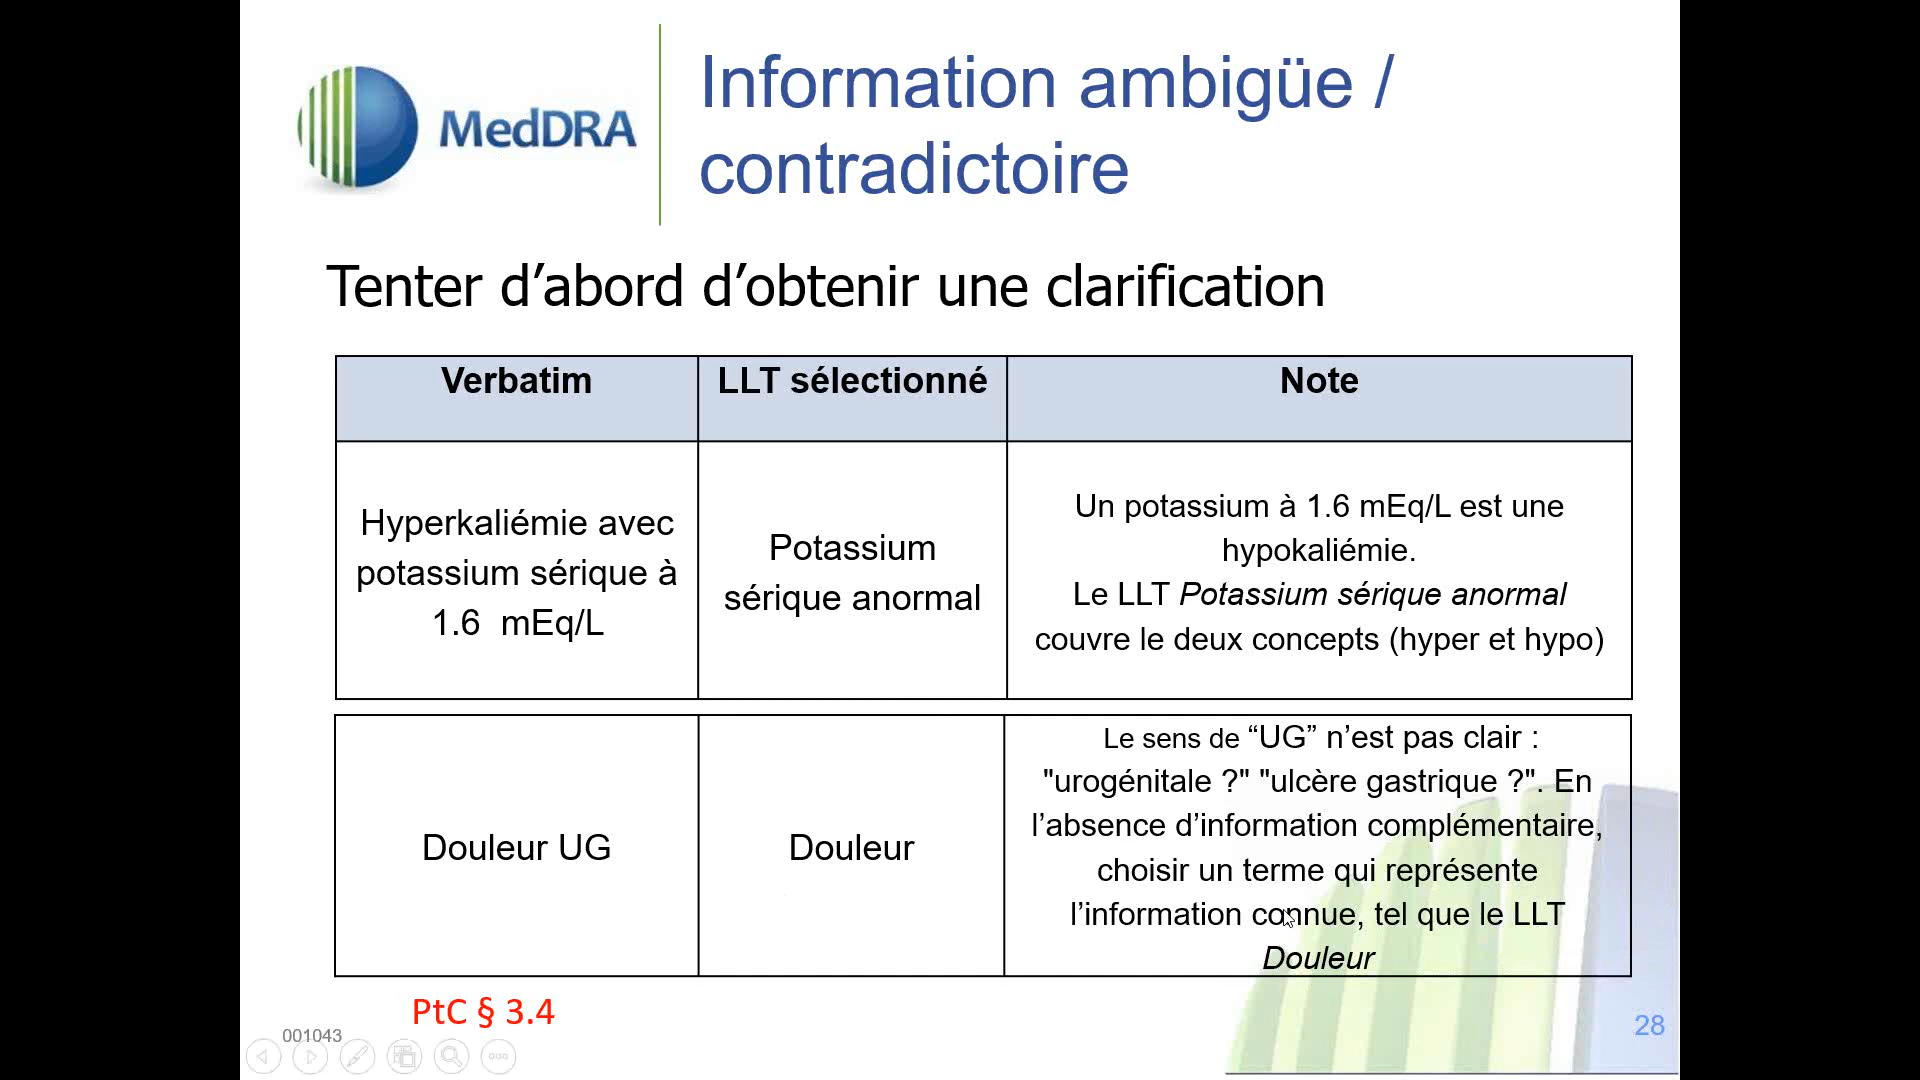 MedDRA
Information ambigüe /
contradictoire
Tenter d’abord d’obtenir une clarification
Verbatim
LLT sélectionné
Note
Hyperkaliémie avec
potassium sérique à
1.6  mEq/L
Potassium
sérique anormal
Un potassium à 1.6 mEq/L est une
hypokaliémie.
Le LLT Potassium sérique anormal
couvre le deux concepts (hyper et hypo)
Douleur UG
Douleur
Le sens de “UG” n’est pas clair :
"urogénitale ?" "ulcère gastrique ?". En
l’absence d’information complémentaire,
choisir un terme qui représente
l’information connue, tel que le LLT
Douleur
PtC § 3.4
001043
28